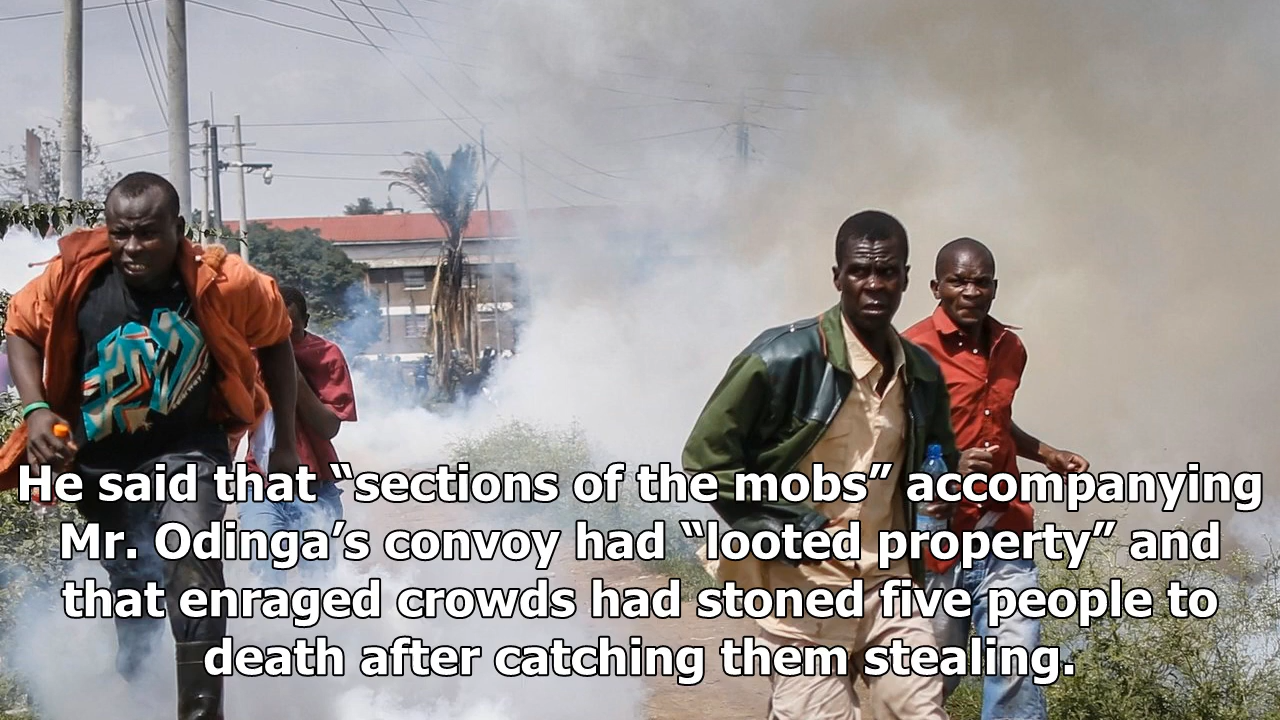 He said that “sections of the mobs” accompanying
Mr. Odinga’s convoy had “looted property” and
that enraged crowds had stoned five people to
death after catching them stealing.